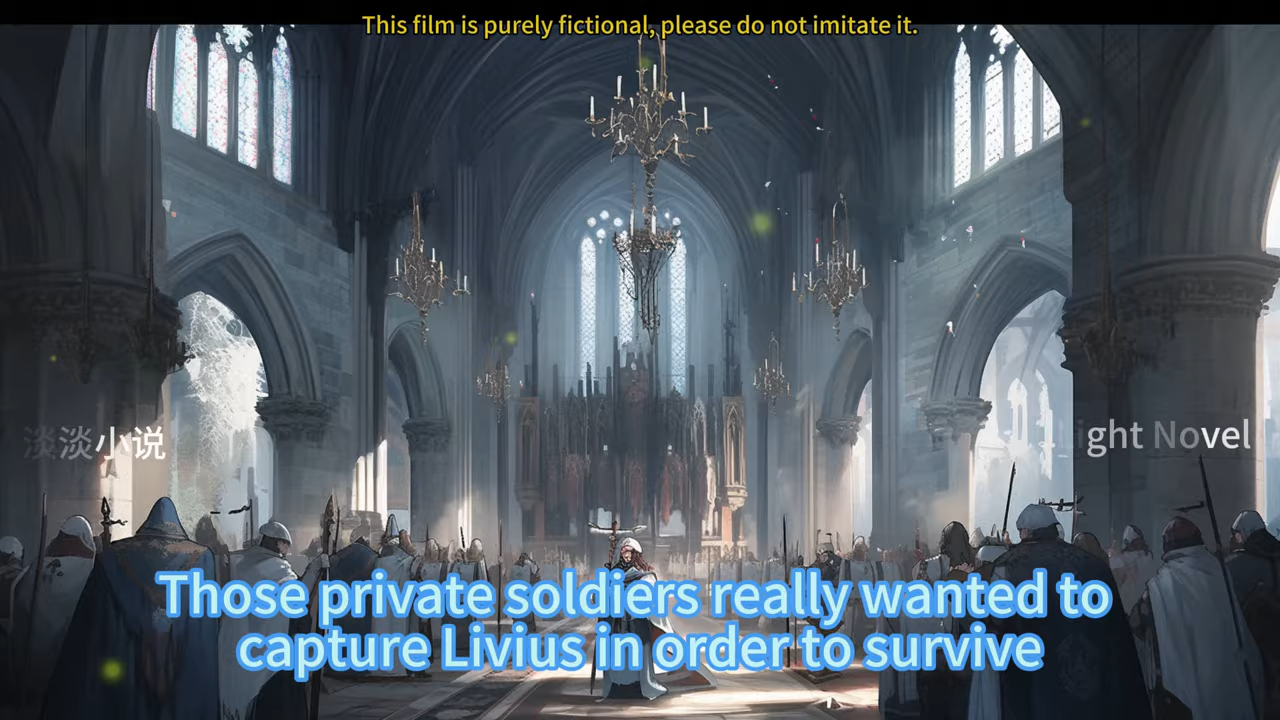 This film is purely fictional, please do not imitate it.
淡淡小说
ight Novel
Those private soldiers really wanted to
capture Livius in order to survive